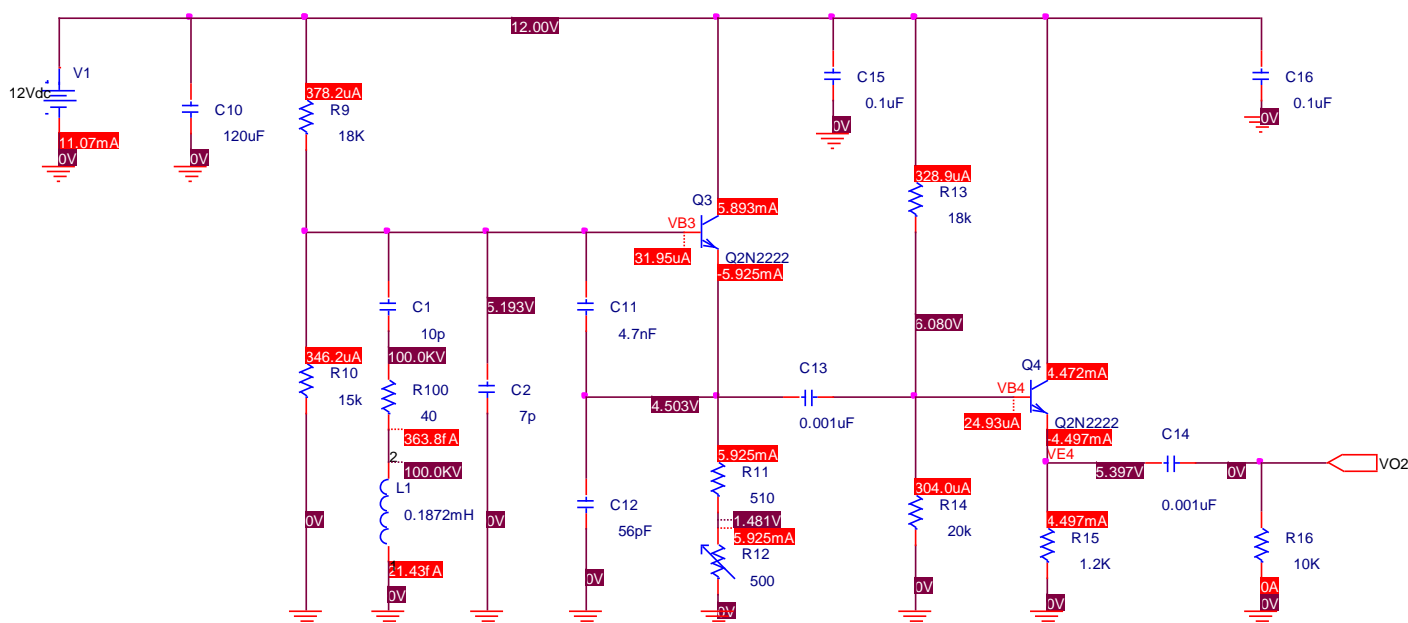 12.00V
V1
12Vdc
11.07mA
0V
C10
120uF
0V
378.2uA
R9
18K
C15
0.1uF
0V
C16
0.1uF
0V
328.9uA
R13
18k
Q3
5.893mA
VB3
31.95uA
Q2N2222
-5.925mA
C1
10p
100.0KV
5.193V
C11
4.7nF
6.080V
346.2uA
R10
15k
R100
40
363.8fA
C2
7p
4.503V
C13
0.001uF
Q4
4.472mA
VB4
24.93uA
Q2N2222
-4.497mA
VE4
C14
5.397V
0V
VO2
0.001uF
2
100.0KV
L1
0.1872mH
21.43fA
0V
0V
0V
C12
56pF
0V
5.925mA
R11
510
1.481V
5.925mA
R12
500
0V
304.0uA
R14
20k
0V
4.497mA
R15
1.2K
0V
R16
10K
0A
0V